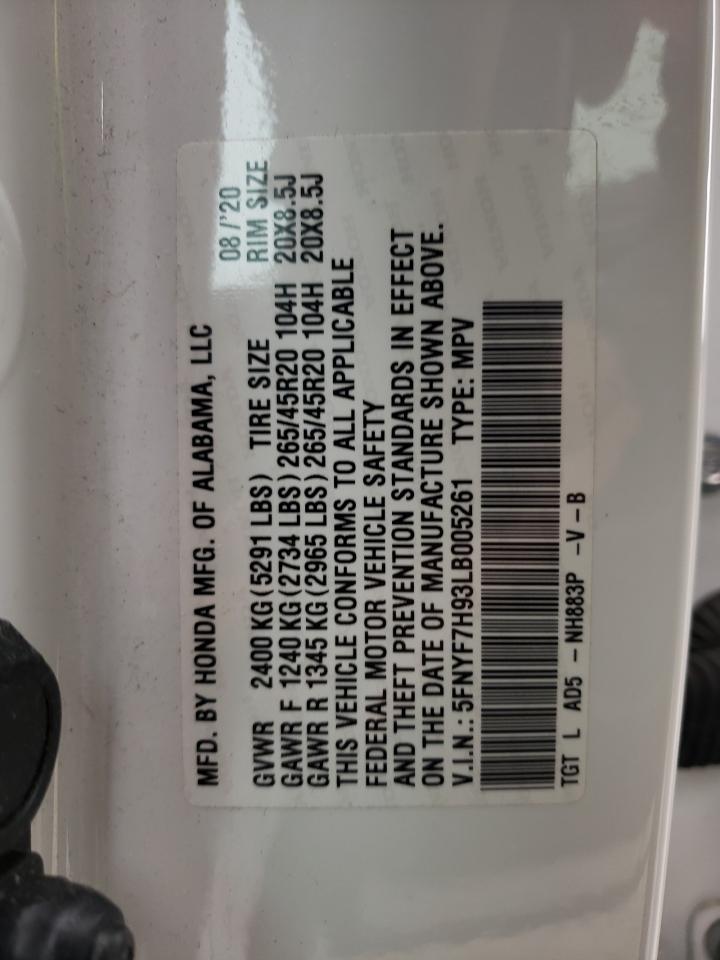 MFD. BY HONDA MFG. OF ALABAMA, LLC
08/'20
GVWR 2400 KG(5291 LBS) TIRE SIZE RIM SIZE
GAWR F 1240 KG(2734 LBS)265/45R20 104H 20X8.5J
GAWR R 1345 KG(2965 LBS)265/45R20 104H 20X8.5J
THIS VEHICLE CONFORMS TO ALL APPLICABLE
FEDERAL MOTOR VEHICLE SAFETY
AND THEFT PREVENTION STANDARDS IN EFFECT
ON THE DATE OF MANUFACTURE SHOWN ABOVE.
V.I.N.: 5FNYF7H93LB005261 TYPE: MPV
TGT L AD5 - NH883P -V-B